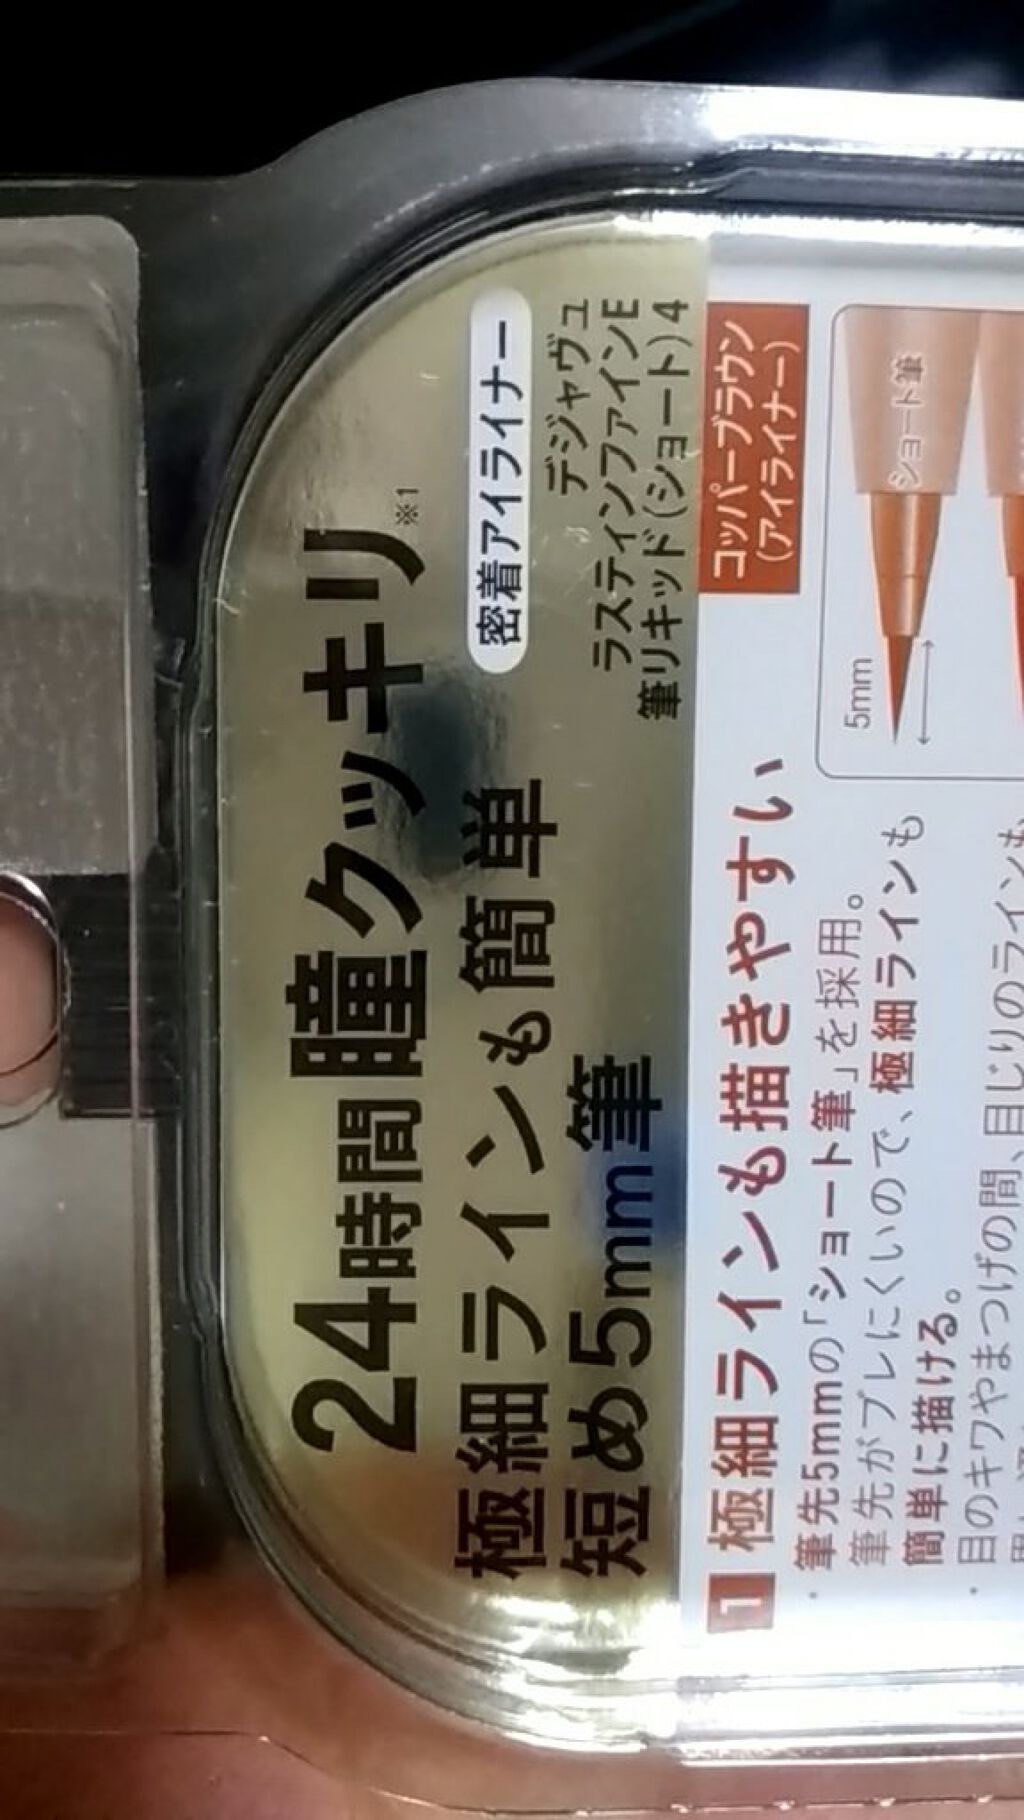 24時間瞳クッキリ※1
極細ラインも簡単
短め5mm筆
密着アイライナー
デジャヴュ
ラスティンファインE
筆リキッド(ショート)4
コッパーブラウン
(アイライナー)
1 極細ラインも描きやすい
・筆先5mmの「ショート筆」を採用。
筆先がブレにくいので、極細ラインも
簡単に描ける。
・目のキワやまつげの間、目じりのラインも
5mm
ショート筆